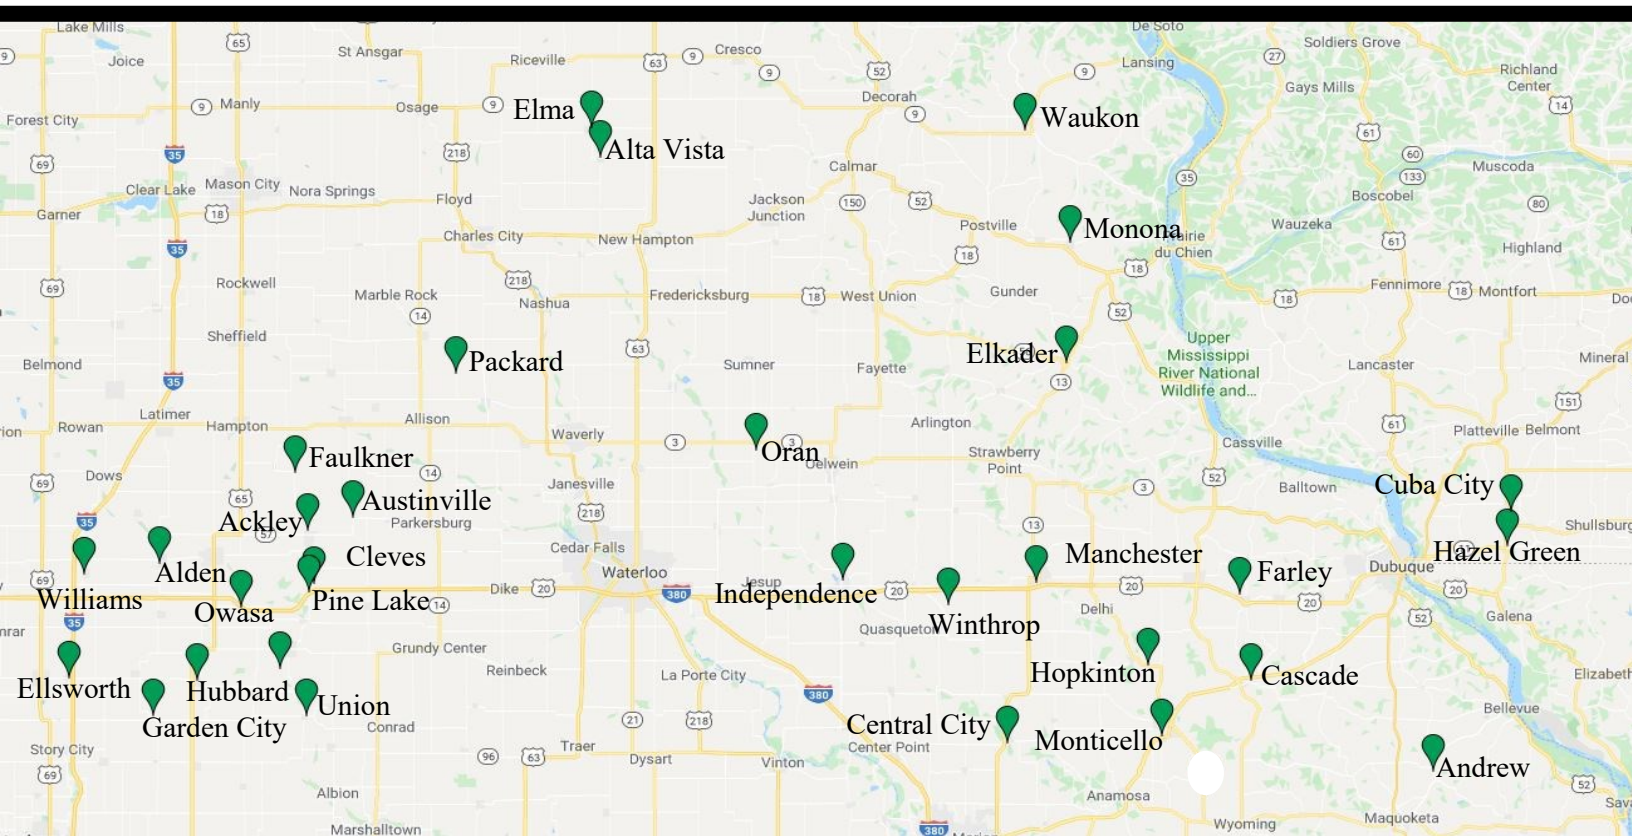 Lake Mills
De Soto
65
St Ansgar
Cresco
Soldiers Grove
9
Joice
Riceville
63
9
27
Lansing
9
52
9
Richland
Center
Gays Mills
9
Manly
Osage
9
Elma
Decorah
9
Waukon
14
Forest City
61
35
218
Alta Vista
60
69
Calmar
Muscoda
133
35
Clear Lake
Mason City
Nora Springs
Boscobel
Floyd
Jackson
Junction
150
52
80
Garner
18
Postville
Monona
Wauzeka
Prairie
du Chien
Charles City
New Hampton
61
Highland
35
18
18
218
Rockwell
69
Marble Rock
Nashua
Fredericksburg
18
West Union
Gunder
Fennimore
18
Montfort
18
14
52
Sheffield
Upper
Mississippi
River National
Wildlife and...
63
Elkader
Belmond
Packard
Sumner
Fayette
Lancaster
Mineral
35
13
151
Latimer
Allison
Arlington
61
Rowan
Hampton
Waverly
3
3
Platteville
Belmont
Oran
Oelwein
Cassville
Strawberry
Point
Faulkner
14
Dows
69
52
Janesville
Balltown
Cuba City
3
65
Austinville
218
Ackley
Parkersburg
35
57
13
Shullsburg
Cedar Falls
Cleves
Manchester
Hazel Green
Alden
Waterloo
Farley
Dubuque
69
Jesup
Williams
Pine Lake
14
Dike
20
380
Independence
20
20
20
20
Owasa
Delhi
35
Winthrop
Quasqueton
52
Galena
Grundy Center
Reinbeck
La Porte City
Hopkinton
Cascade
Elizabeth
Ellsworth
Hubbard
380
Union
Bellevue
Garden City
Conrad
21
218
Central City
Center Point
Monticello
Story City
96
63
Traer
Dysart
Vinton
Andrew
69
52
Albion
Anamosa
Marshalltown
380
Wyoming
Maquoketa